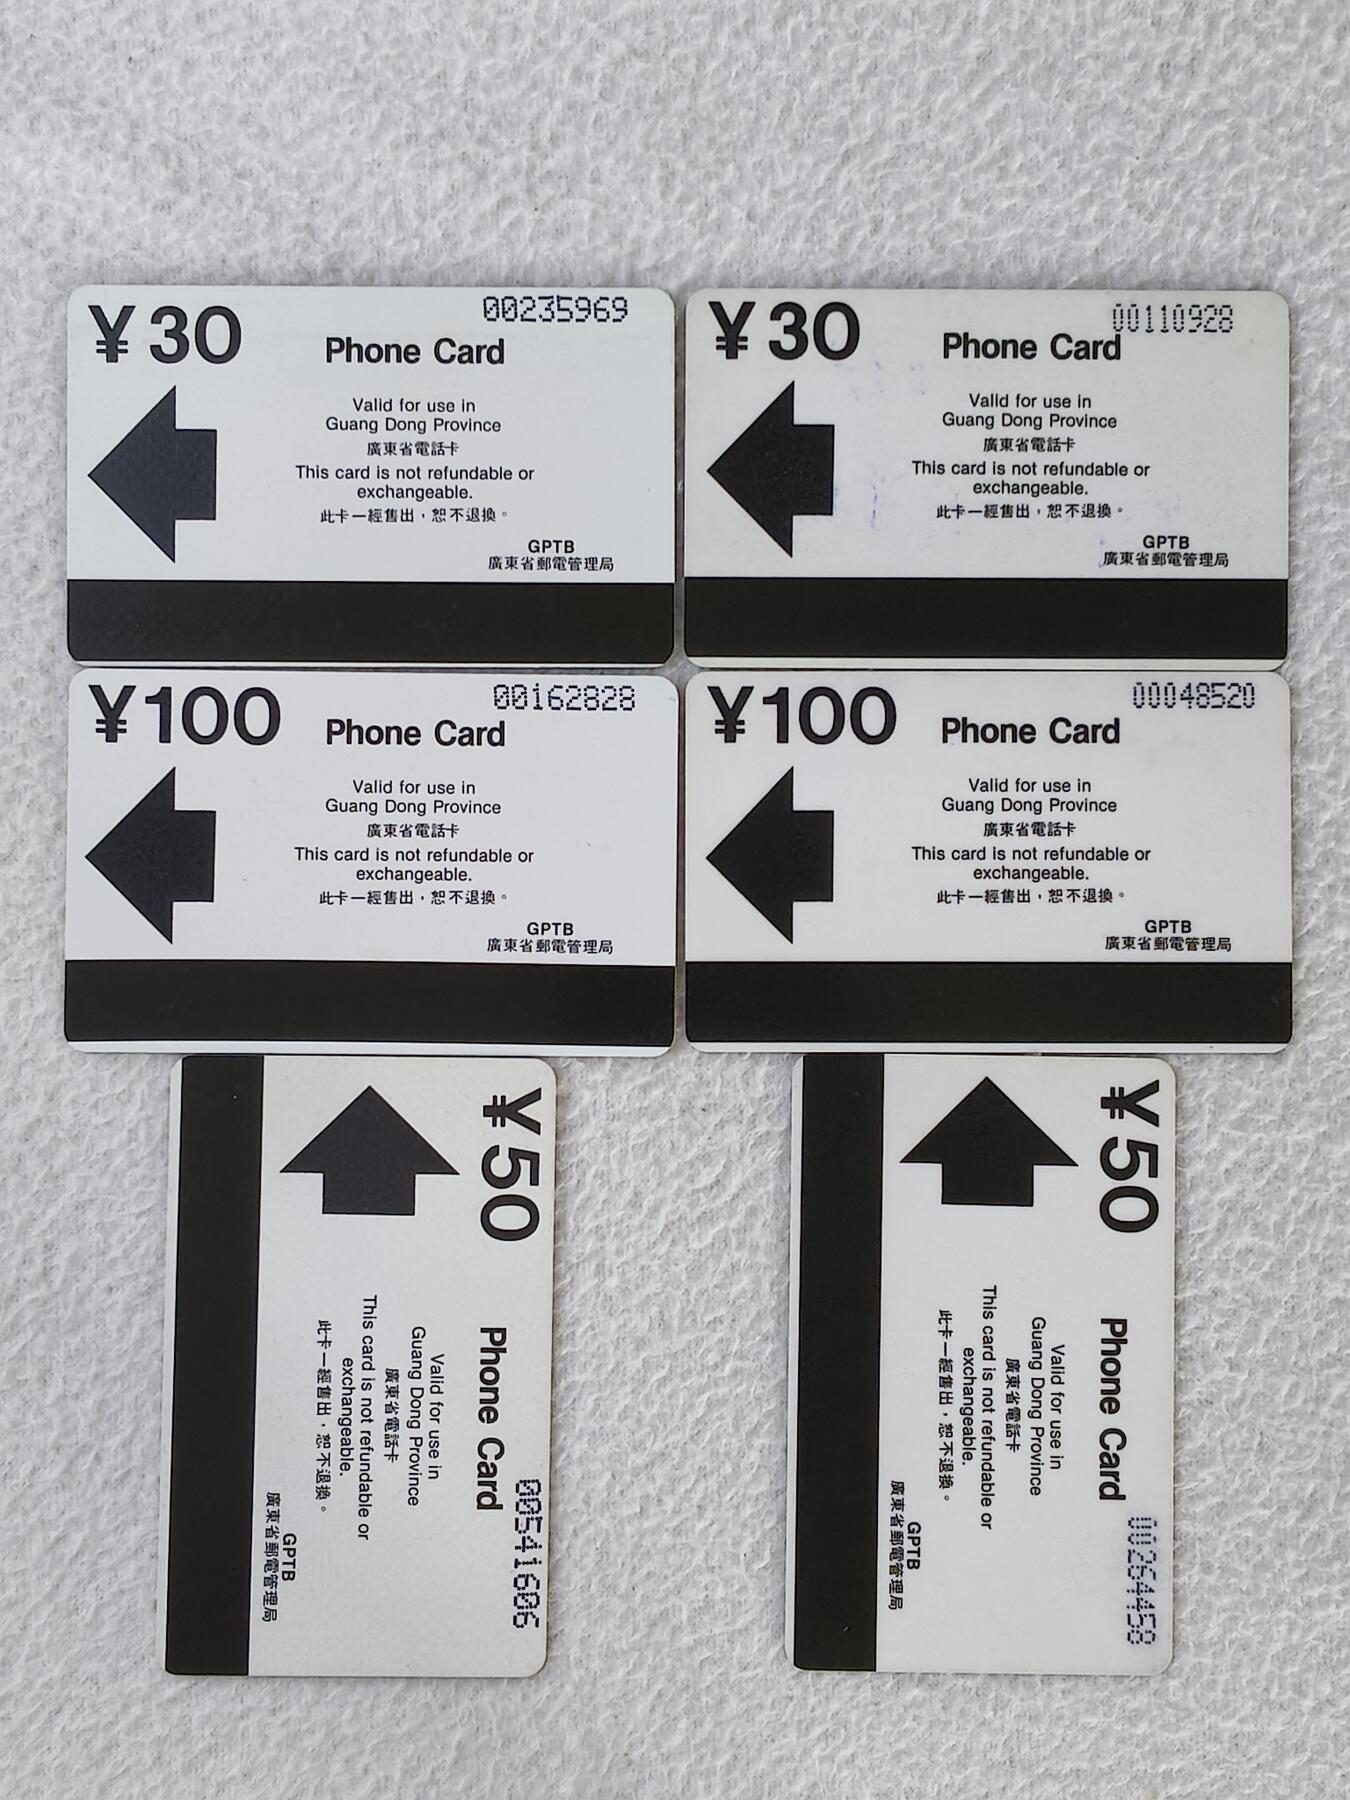 ¥30
00235969
Phone Card
Valid for use in
Guang Dong Province
廣東省電話卡
This card is not refundable or
exchangeable.
此卡一經售出，恕不退換。
GPTB
廣東省郵電管理局
¥30
00110928
Phone Card
Valid for use in
Guang Dong Province
廣東省電話卡
This card is not refundable or
exchangeable.
此卡一經售出，恕不退換。
GPTB
廣東省郵電管理局
¥100
00162828
Phone Card
Valid for use in
Guang Dong Province
廣東省電話卡
This card is not refundable or
exchangeable.
此卡一經售出，恕不退換。
GPTB
廣東省郵電管理局
¥100
00048520
Phone Card
Valid for use in
Guang Dong Province
廣東省電話卡
This card is not refundable or
exchangeable.
此卡一經售出，恕不退換。
GPTB
廣東省郵電管理局
¥50
00541606
Phone Card
Valid for use in
Guang Dong Province
廣東省電話卡
This card is not refundable or
exchangeable.
此卡一經售出，恕不退換。
GPTB
廣東省郵電管理局
¥50
00264458
Phone Card
Valid for use in
Guang Dong Province
廣東省電話卡
This card is not refundable or
exchangeable.
此卡一經售出，恕不退換。
GPTB
廣東省郵電管理局